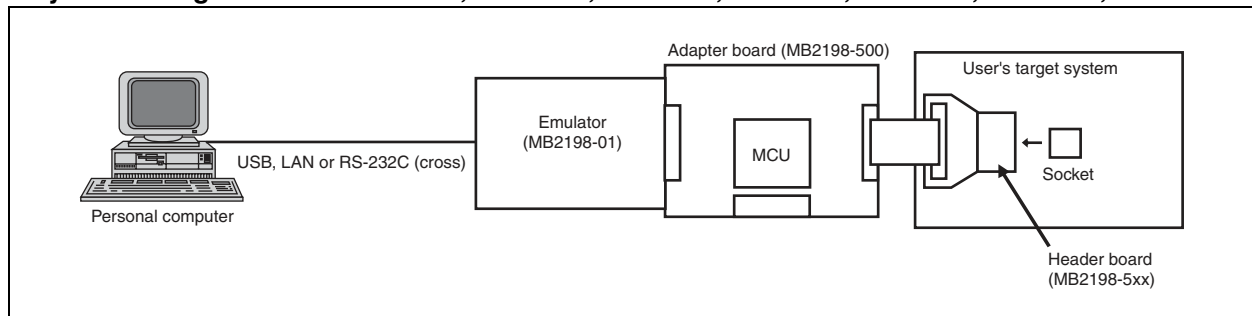 Adapter board (MB2198-500)
User's target system
Emulator
(MB2198-01)
MCU
USB, LAN or RS-232C (cross)
Socket
Personal computer
Header board
(MB2198-5xx)